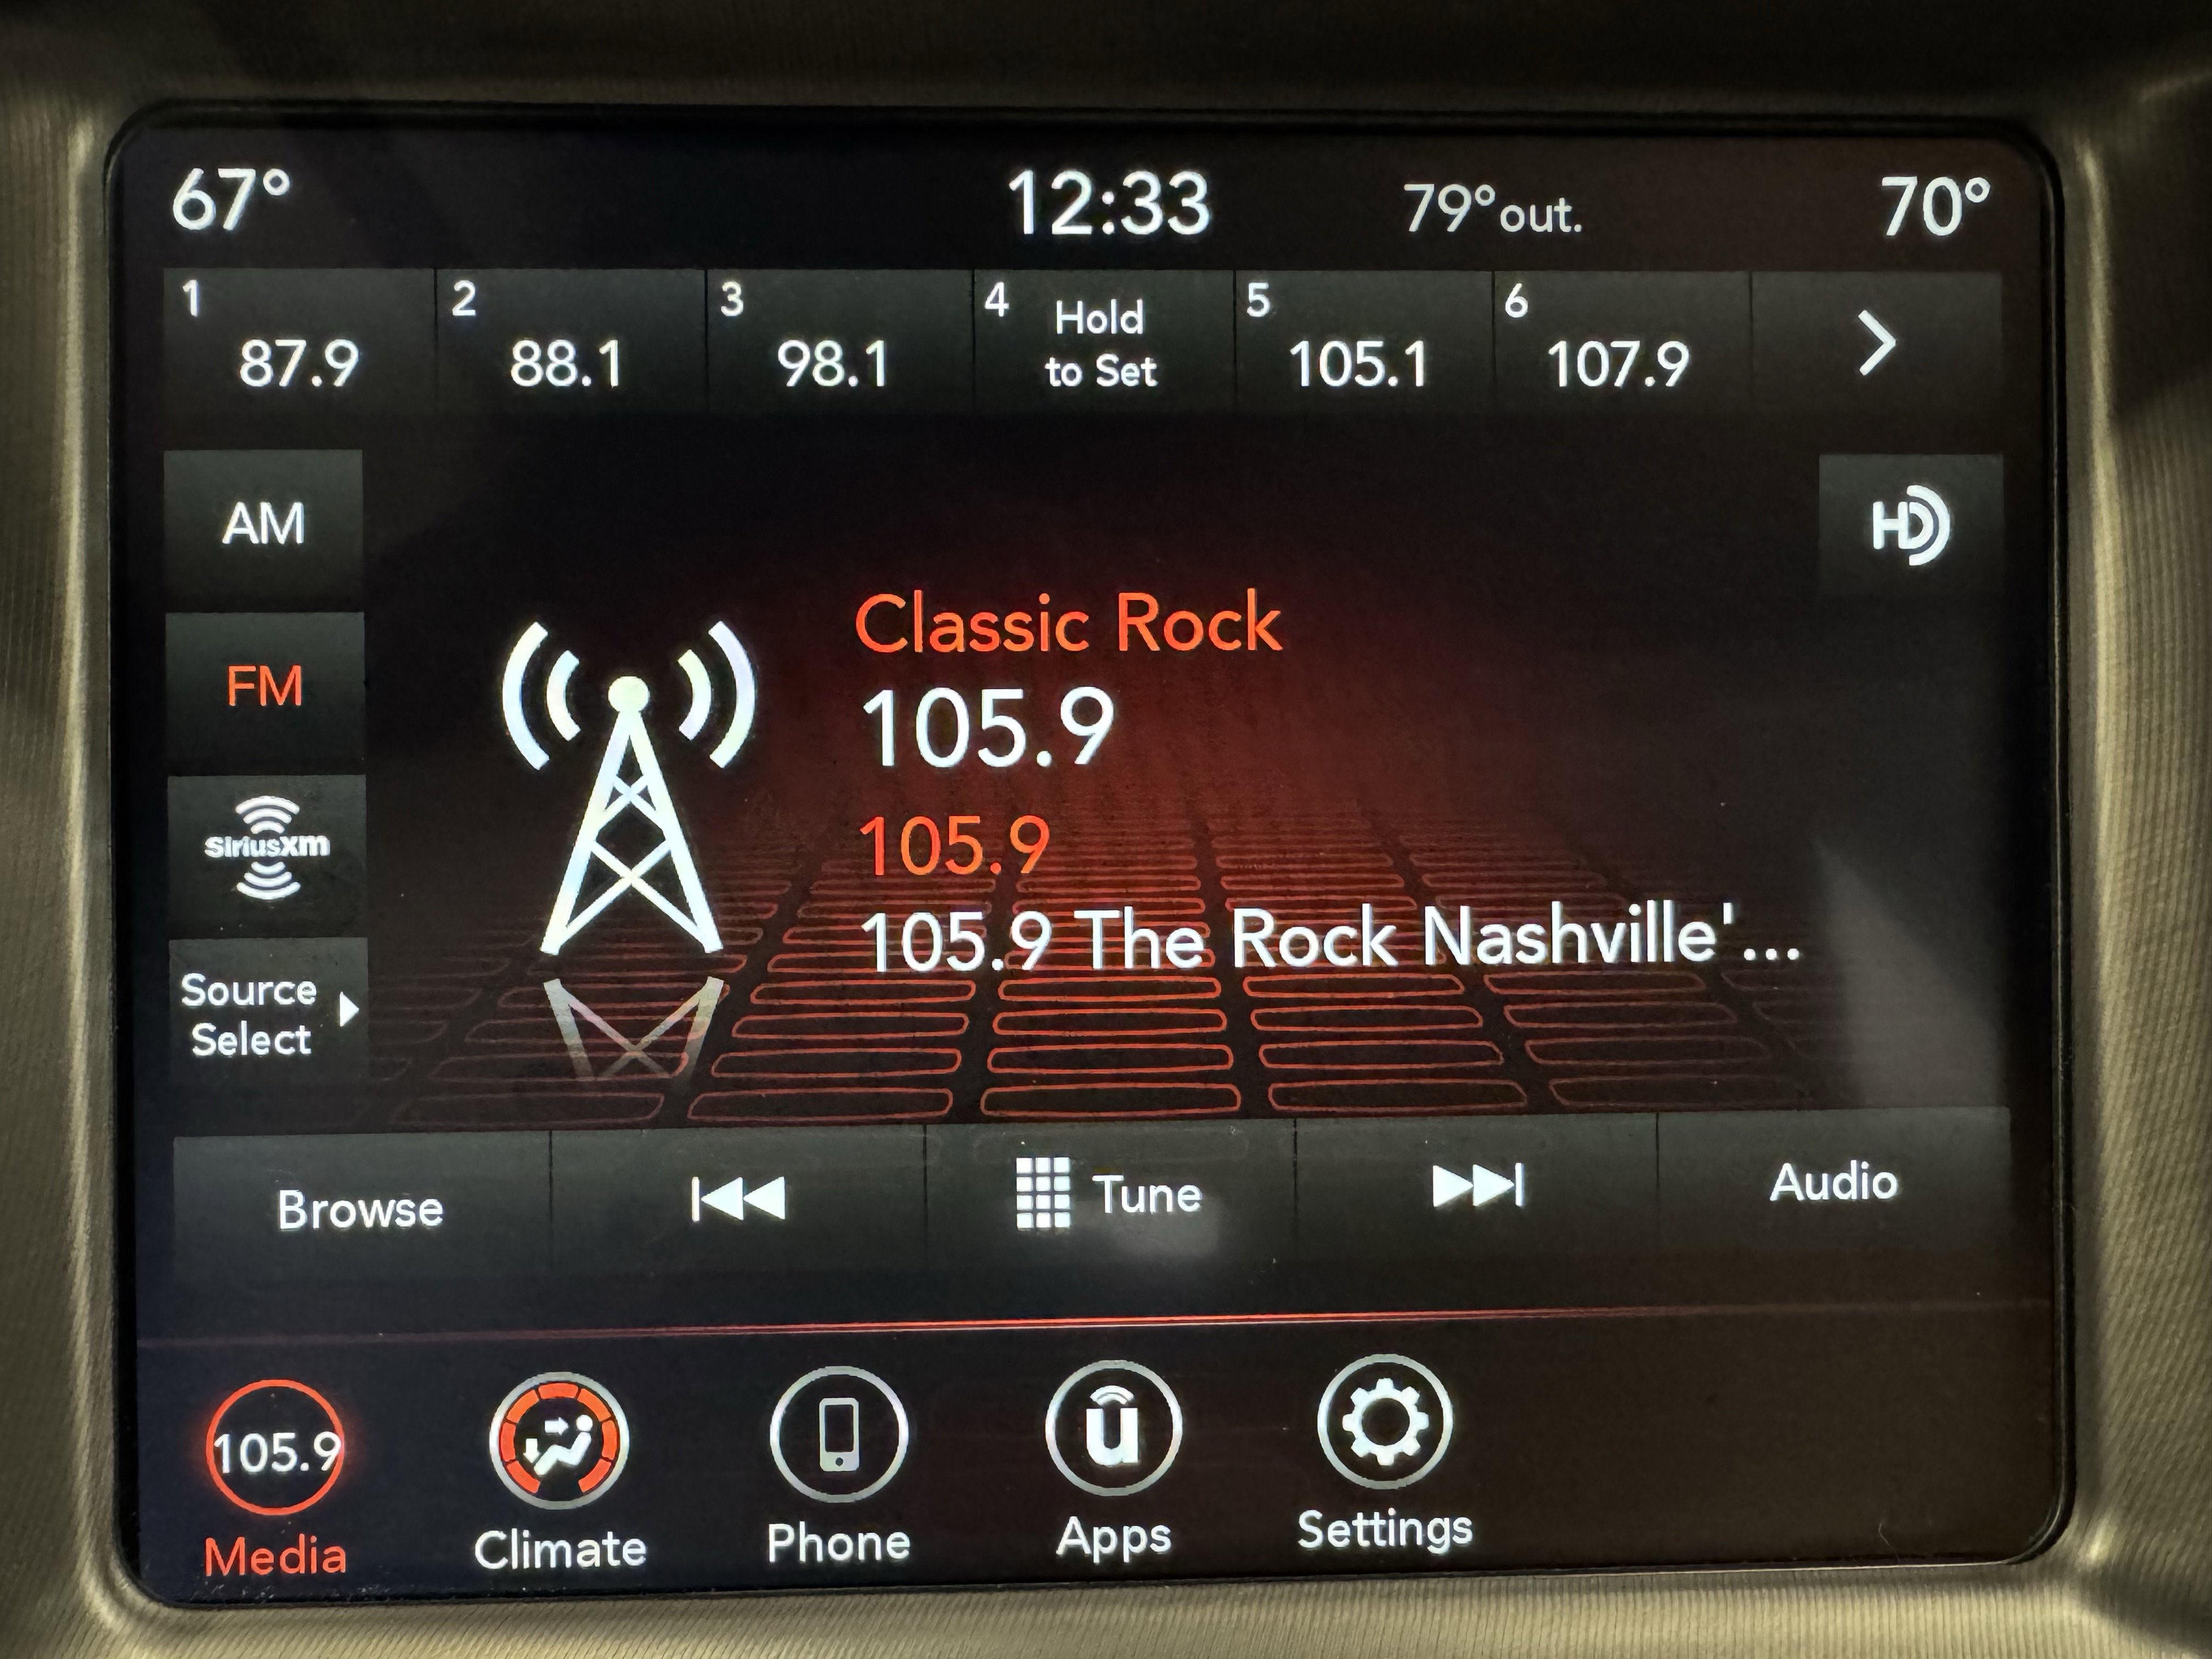 67° 12:33 79°out. 70°
1 2 3 4 Hold 5 6
87.9 88.1 98.1 to Set 105.1 107.9
AM
HD
Classic Rock
FM
105.9
SiriusXm
105.9
105.9 The Rock Nashville'...
Source
Select
Browse Tune Audio
105.9 u
Media Climate Phone Apps Settings